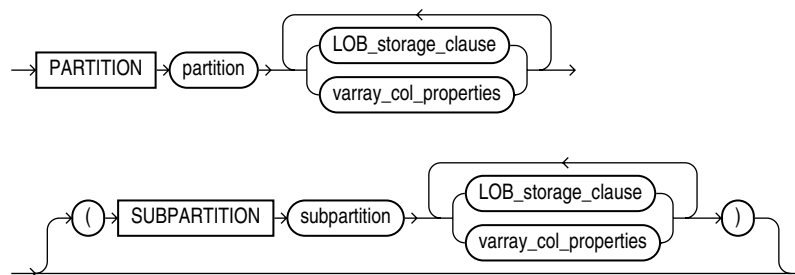 LOB_storage_clause
PARTITION partition
varray_col_properties
LOB_storage_clause
( SUBPARTITION subpartition )
varray_col_properties